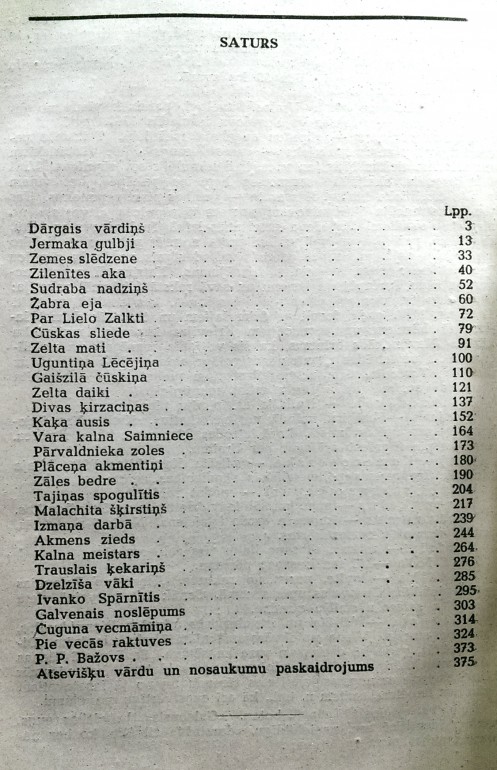 SATURS
Lpp.
Dārgais vārdiņš . . . . . . . . 3
Jermaka gulbji . . . . . . . . 13
Zemes slēdzene . . . . . . . . 33
Zilenītes aka . . . . . . . . 40
Sudraba nadziņš . . . . . . . . 52
Žabra eja . . . . . . . . 60
Par Lielo Zalkti . . . . . . . . 72
Čūskas sliede . . . . . . . . 79
Zelta mati . . . . . . . . 91
Uguntiņa Lēcējiņa . . . . . . . . 100
Gaišzilā čūskiņa . . . . . . . . 110
Zelta daiki . . . . . . . . 121
Divas ķirzaciņas . . . . . . . . 137
Kaķa ausis . . . . . . . . 152
Vara kalna Saimniece . . . . . . . . 164
Pārvaldnieka zoles . . . . . . . . 173
Plāceņa akmentiņi . . . . . . . . 180
Zāles bedre . . . . . . . . 190
Tajiņas spogulītis . . . . . . . . 204
Malachita šķirstiņš . . . . . . . . 217
Izmaņa darbā . . . . . . . . 239
Akmens zieds . . . . . . . . 244
Kalna meistars . . . . . . . . 264
Trauslais ķekariņš . . . . . . . . 276
Dzelzīša vāki . . . . . . . . 285
Ivanko Spārnītis . . . . . . . . 295
Galvenais noslēpums . . . . . . . . 303
Čuguna vecmāmiņa . . . . . . . . 314
Pie vecās raktuves . . . . . . . . 324
P. P. Bažovs . . . . . . . . 373
Atsevišķu vārdu un nosaukumu paskaidrojums . . 375